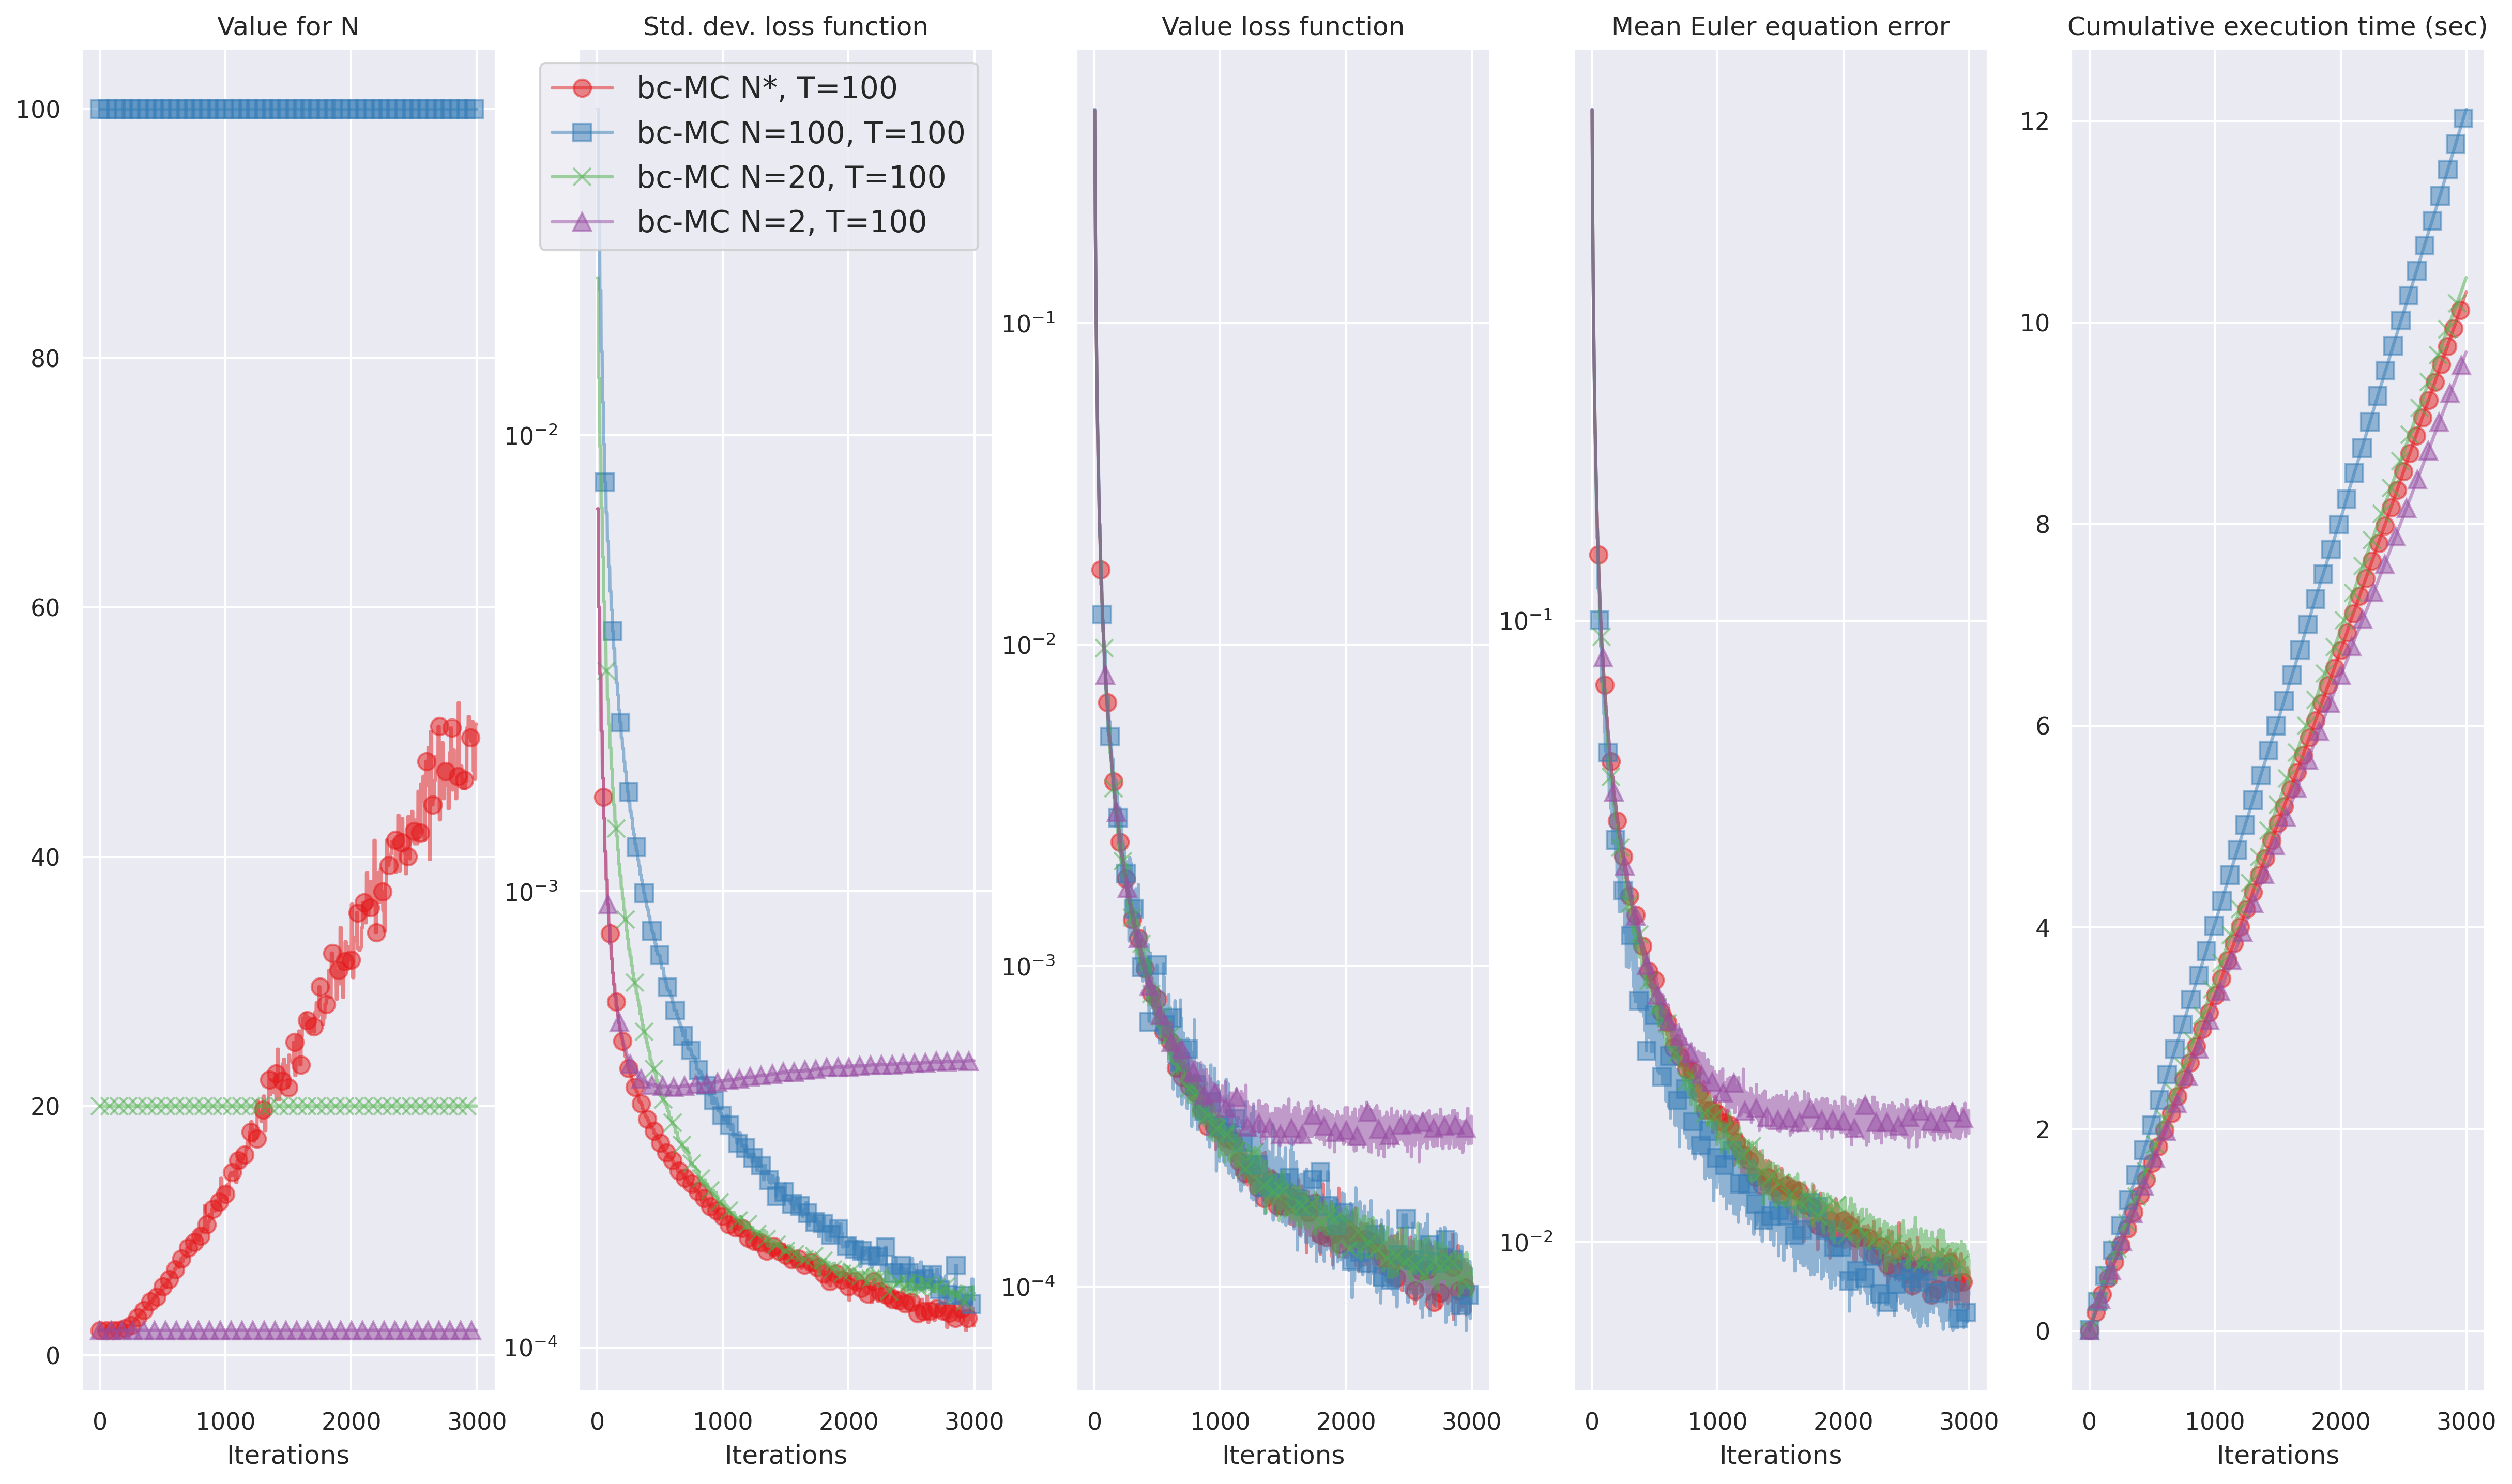 Value for N
Std. dev. loss function
Value loss function
Mean Euler equation error
Cumulative execution time (sec)
bc-MC N*, T=100
bc-MC N=100, T=100
bc-MC N=20, T=100
bc-MC N=2, T=100
100
80
60
40
20
0
10⁻²
10⁻³
10⁻⁴
10⁻¹
10⁻²
10⁻³
10⁻⁴
10⁻¹
10⁻²
12
10
8
6
4
2
0
0 1000 2000 3000
0 1000 2000 3000
0 1000 2000 3000
0 1000 2000 3000
0 1000 2000 3000
Iterations
Iterations
Iterations
Iterations
Iterations